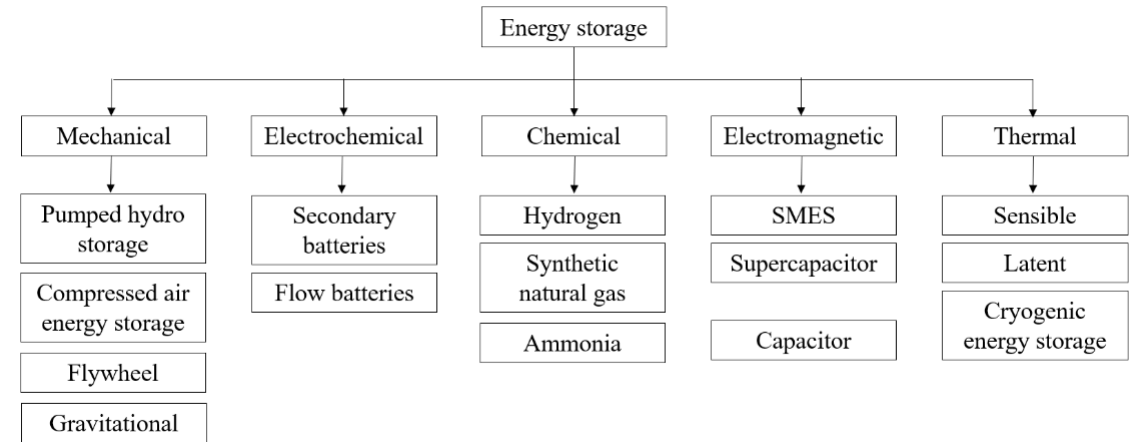 Energy storage
Mechanical
Electrochemical
Chemical
Electromagnetic
Thermal
Pumped hydro
storage
Compressed air
energy storage
Flywheel
Gravitational
Secondary
batteries
Flow batteries
Hydrogen
Synthetic
natural gas
Ammonia
SMES
Supercapacitor
Capacitor
Sensible
Latent
Cryogenic
energy storage